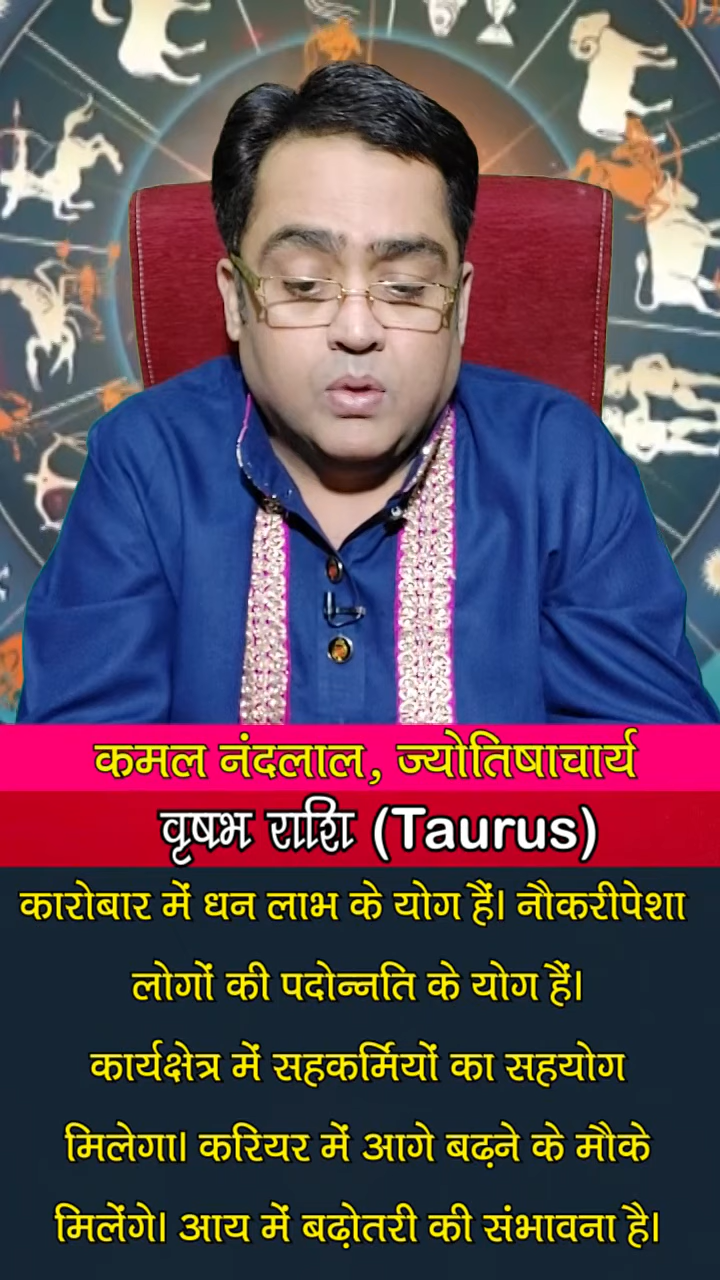 कमल नंदलाल, ज्योतिषाचार्य
वृषभ राशि (Taurus)
कारोबार में धन लाभ के योग हैं। नौकरीपेशा
लोगों की पदोन्नति के योग हैं।
कार्यक्षेत्र में सहकर्मियों का सहयोग
मिलेगा। करियर में आगे बढ़ने के मौके
मिलेंगे। आय में बढ़ोतरी की संभावना है।